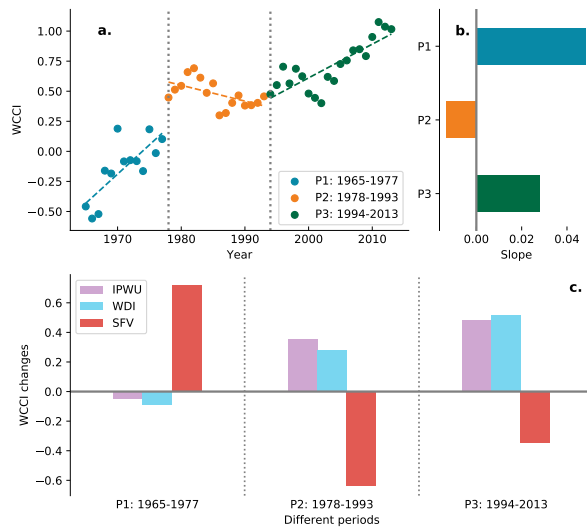 a.
1.00
0.75
0.50
0.25
0.00
−0.25
−0.50
WCCI
1970
1980
1990
2000
2010
Year
P1: 1965-1977
P2: 1978-1993
P3: 1994-2013
b.
P1
P2
P3
0.00
0.02
0.04
Slope
c.
IPWU
WDI
SFV
0.6
0.4
0.2
0.0
−0.2
−0.4
−0.6
WCCI changes
P1: 1965-1977
P2: 1978-1993
P3: 1994-2013
Different periods